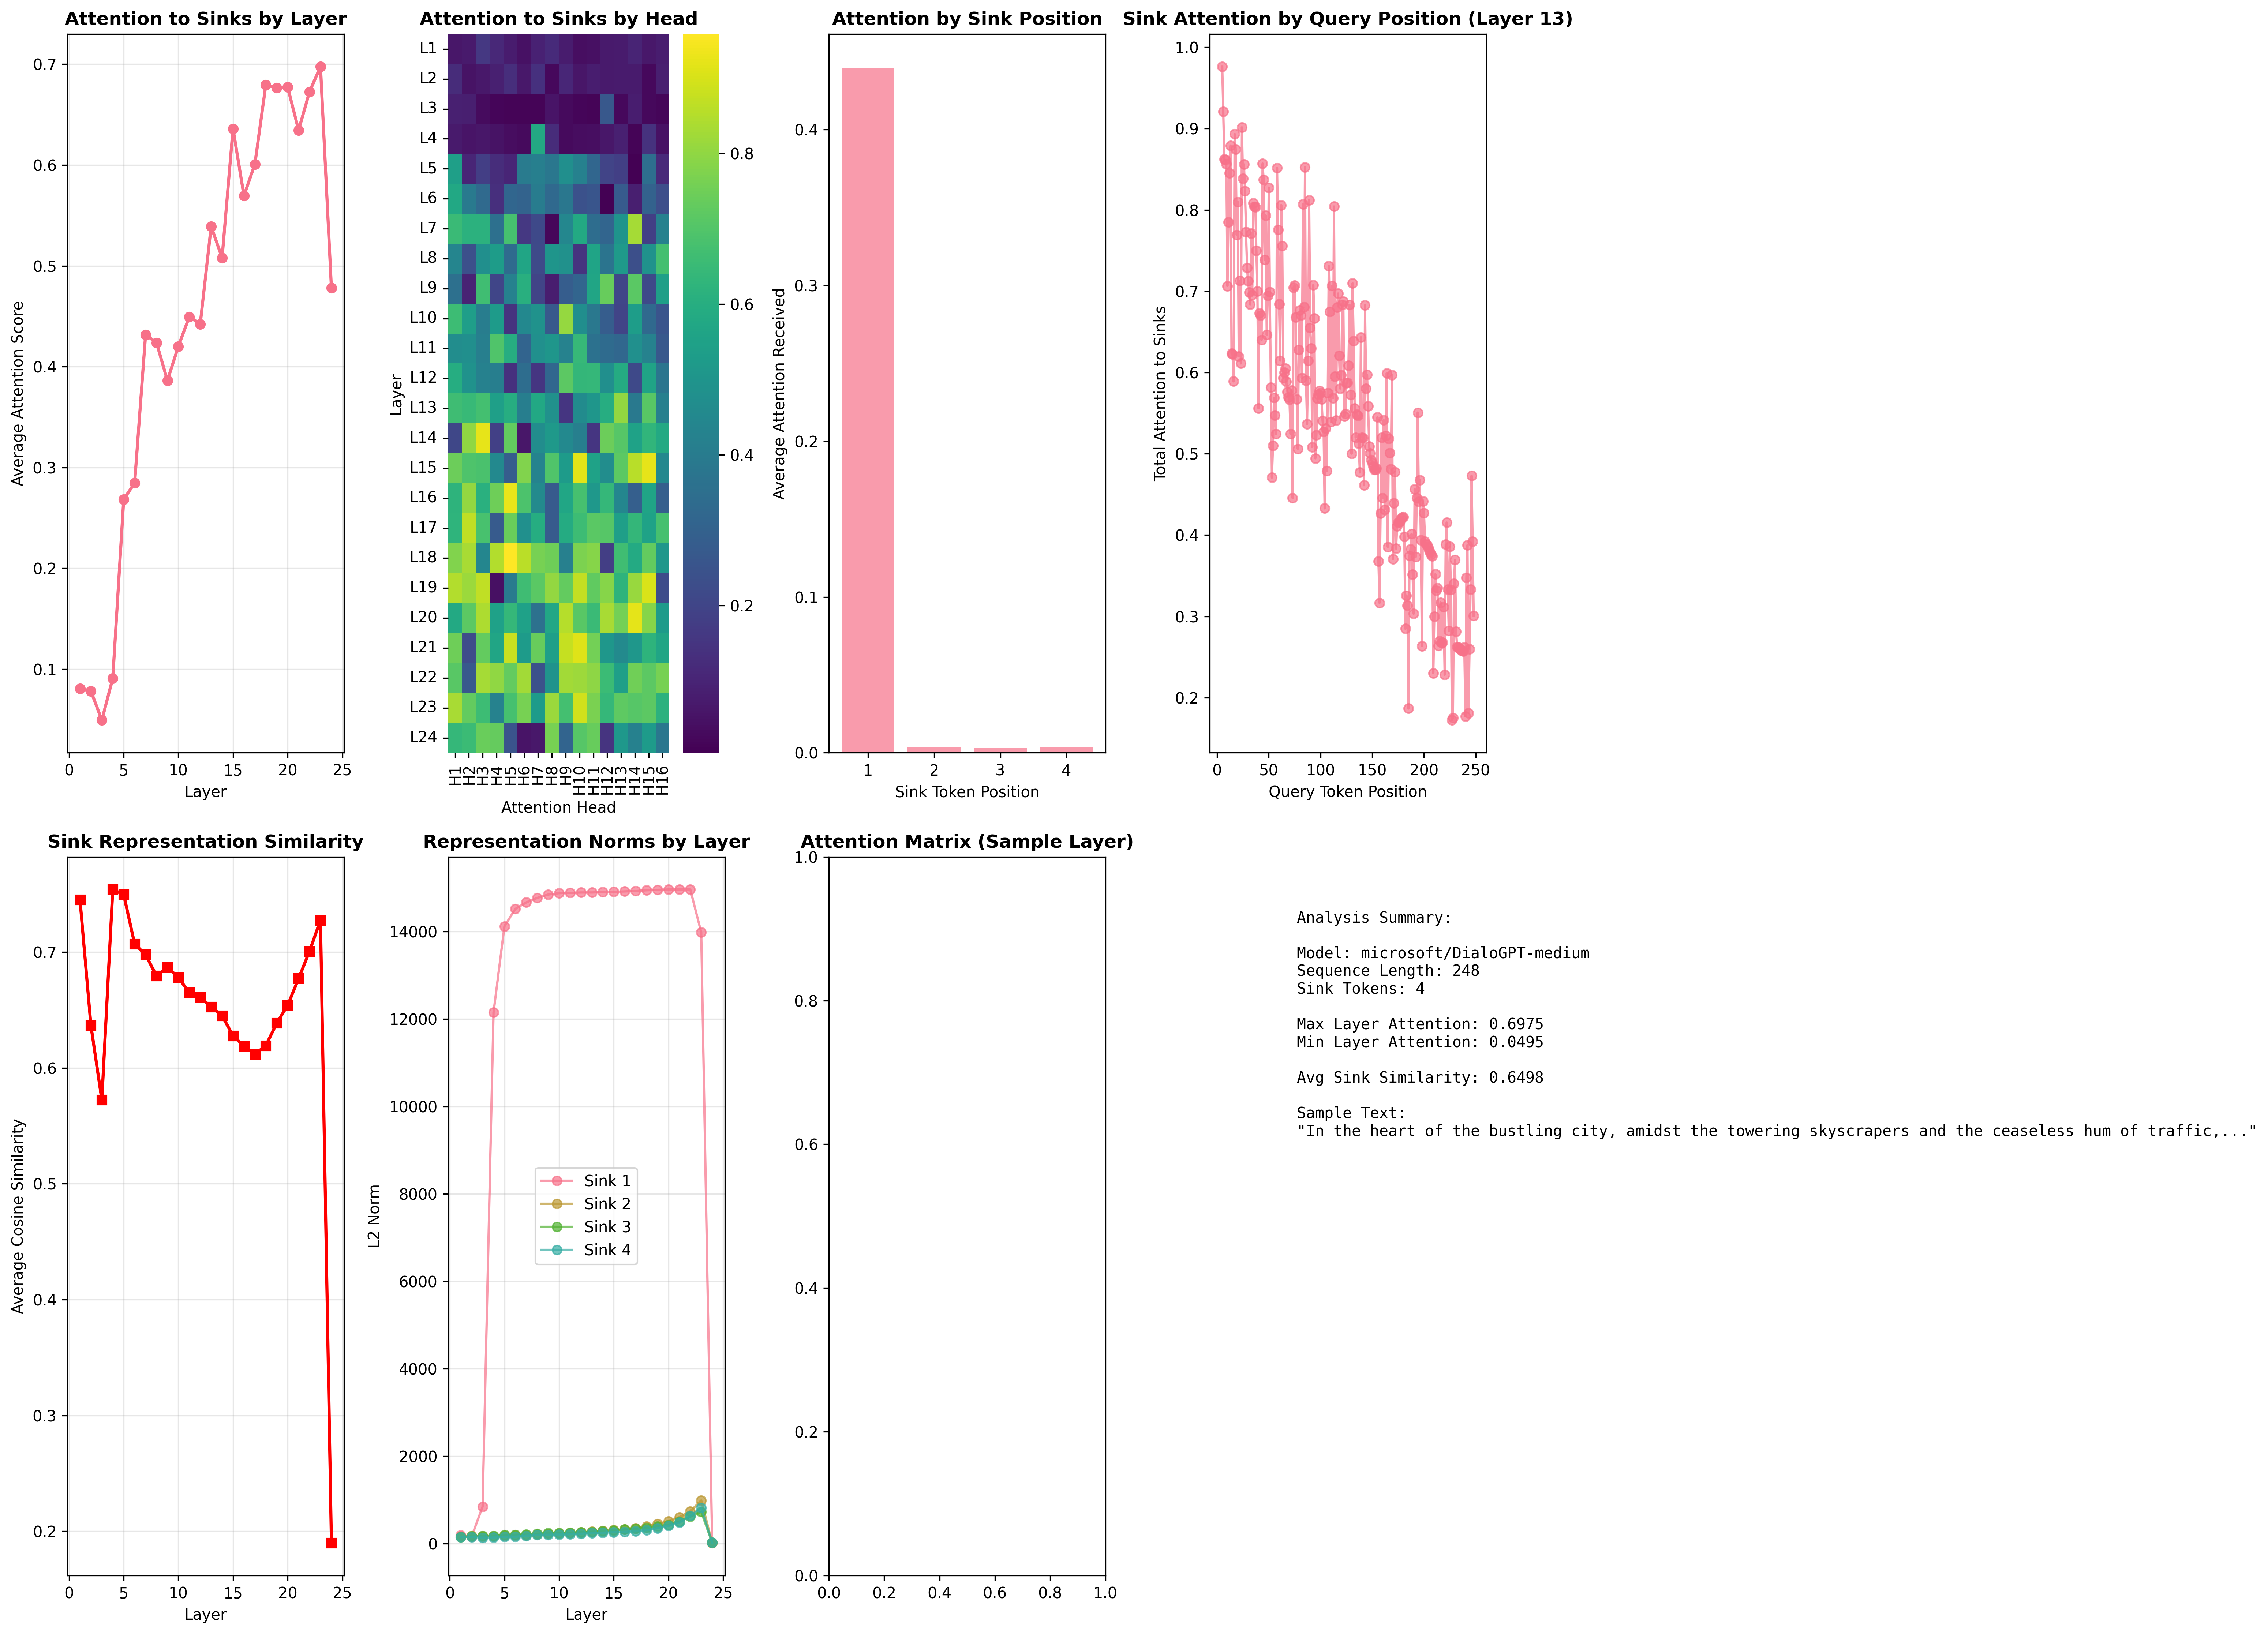 Attention to Sinks by Layer
Average Attention Score
0.7
0.6
0.5
0.4
0.3
0.2
0.1
0 5 10 15 20 25
Layer
Attention to Sinks by Head
Layer
L1
L2
L3
L4
L5
L6
L7
L8
L9
L10
L11
L12
L13
L14
L15
L16
L17
L18
L19
L20
L21
L22
L23
L24
H1 H2 H3 H4 H5 H6 H7 H8 H9 H10 H11 H12 H13 H14 H15 H16
Attention Head
0.8
0.6
0.4
0.2
Attention by Sink Position
Average Attention Received
0.4
0.3
0.2
0.1
0.0
1 2 3 4
Sink Token Position
Sink Attention by Query Position (Layer 13)
Total Attention to Sinks
1.0
0.9
0.8
0.7
0.6
0.5
0.4
0.3
0.2
0 50 100 150 200 250
Query Token Position
Sink Representation Similarity
Average Cosine Similarity
0.7
0.6
0.5
0.4
0.3
0.2
0 5 10 15 20 25
Layer
Representation Norms by Layer
L2 Norm
14000
12000
10000
8000
6000
4000
2000
0
Sink 1
Sink 2
Sink 3
Sink 4
0 5 10 15 20 25
Layer
Attention Matrix (Sample Layer)
1.0
0.8
0.6
0.4
0.2
0.0
0.0 0.2 0.4 0.6 0.8 1.0
Analysis Summary:
Model: microsoft/DialoGPT-medium
Sequence Length: 248
Sink Tokens: 4
Max Layer Attention: 0.6975
Min Layer Attention: 0.0495
Avg Sink Similarity: 0.6498
Sample Text:
"In the heart of the bustling city, amidst the towering skyscrapers and the ceaseless hum of traffic,..."